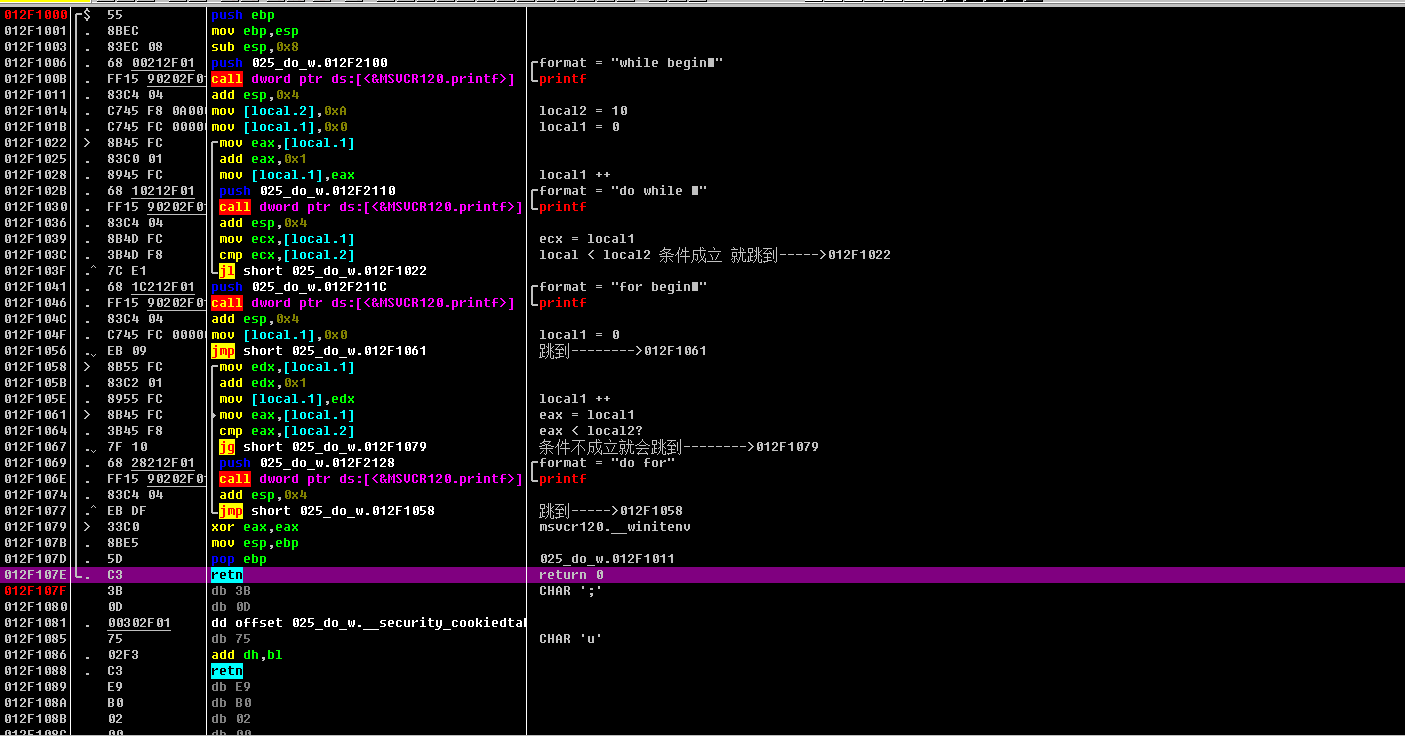 012F1000 $ 55 push ebp
012F1001 . 8BEC mov ebp,esp
012F1003 . 83EC 08 sub esp,0x8
012F1006 . 68 00212F01 push 025_do_w.012F2100 format = "while begin"
012F100B . FF15 90202F01 call dword ptr ds:[<&MSVCR120.printf>] printf
012F1011 . 83C4 04 add esp,0x4
012F1014 . C745 F8 0A00 mov [local.2],0xA local2 = 10
012F101B . C745 FC 0000 mov [local.1],0x0 local1 = 0
012F1022 > 8B45 FC mov eax,[local.1]
012F1025 . 83C0 01 add eax,0x1
012F1028 . 8945 FC mov [local.1],eax local1 ++
012F102B . 68 10212F01 push 025_do_w.012F2110 format = "do while "
012F1030 . FF15 90202F01 call dword ptr ds:[<&MSVCR120.printf>] printf
012F1036 . 83C4 04 add esp,0x4
012F1039 . 8B4D FC mov ecx,[local.1] ecx = local1
012F103C . 3B4D F8 cmp ecx,[local.2] local < local2 条件成立 就跳到----->012F1022
012F103F .^ 7C E1 jl short 025_do_w.012F1022
012F1041 . 68 1C212F01 push 025_do_w.012F211C format = "for begin"
012F1046 . FF15 90202F01 call dword ptr ds:[<&MSVCR120.printf>] printf
012F104C . 83C4 04 add esp,0x4
012F104F . C745 FC 0000 mov [local.1],0x0 local1 = 0
012F1056 .⌄ EB 09 jmp short 025_do_w.012F1061 跳到-------->012F1061
012F1058 > 8B55 FC mov edx,[local.1]
012F105B . 83C2 01 add edx,0x1
012F105E . 8955 FC mov [local.1],edx local1 ++
012F1061 > 8B45 FC mov eax,[local.1] eax = local1
012F1064 . 3B45 F8 cmp eax,[local.2] eax < local2?
012F1067 .⌄ 7F 10 jg short 025_do_w.012F1079 条件不成立就会跳到-------->012F1079
012F1069 . 68 28212F01 push 025_do_w.012F2128 format = "do for"
012F106E . FF15 90202F01 call dword ptr ds:[<&MSVCR120.printf>] printf
012F1074 . 83C4 04 add esp,0x4
012F1077 .^ EB DF jmp short 025_do_w.012F1058 跳到----->012F1058
012F1079 > 33C0 xor eax,eax msvcr120.__winitenv
012F107B . 8BE5 mov esp,ebp
012F107D . 5D pop ebp 025_do_w.012F1011
012F107E . C3 retn return 0
012F107F 3B db 3B CHAR ';'
012F1080 0D db 0D
012F1081 . 00302F01 dd offset 025_do_w.__security_cookiedta
012F1085 75 db 75 CHAR 'u'
012F1086 . 02F3 add dh,bl
012F1088 . C3 retn
012F1089 E9 db E9
012F108A B0 db B0
012F108B 02 db 02